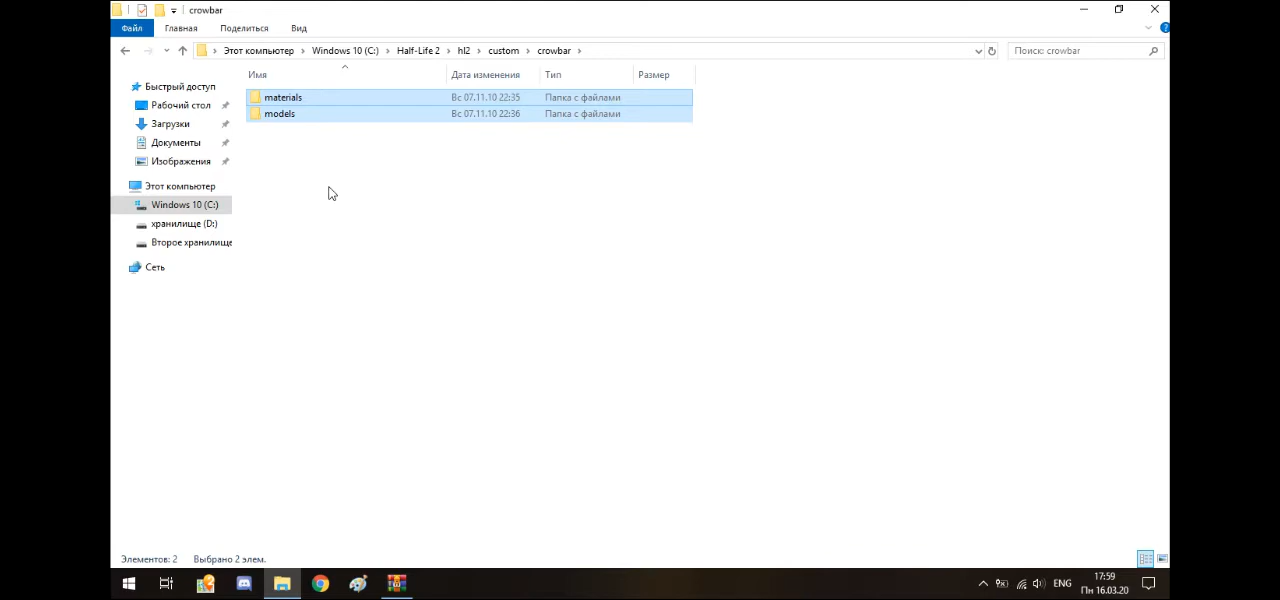 crowbar
Файл Главная Поделиться Вид
Этот компьютер Windows 10 (C:) Half-Life 2 hl2 custom crowbar Поиск: crowbar
Имя Дата изменения Тип Размер
Быстрый доступ
Рабочий стол
Загрузки
Документы
Изображения
Этот компьютер
Windows 10 (C:)
хранилище (D:)
Второе хранилище
Сеть
materials Вс 07.11.10 22:35 Папка с файлами
models Вс 07.11.10 22:36 Папка с файлами
Элементов: 2 Выбрано 2 элем.
ENG
17:59
Пн 16.03.20